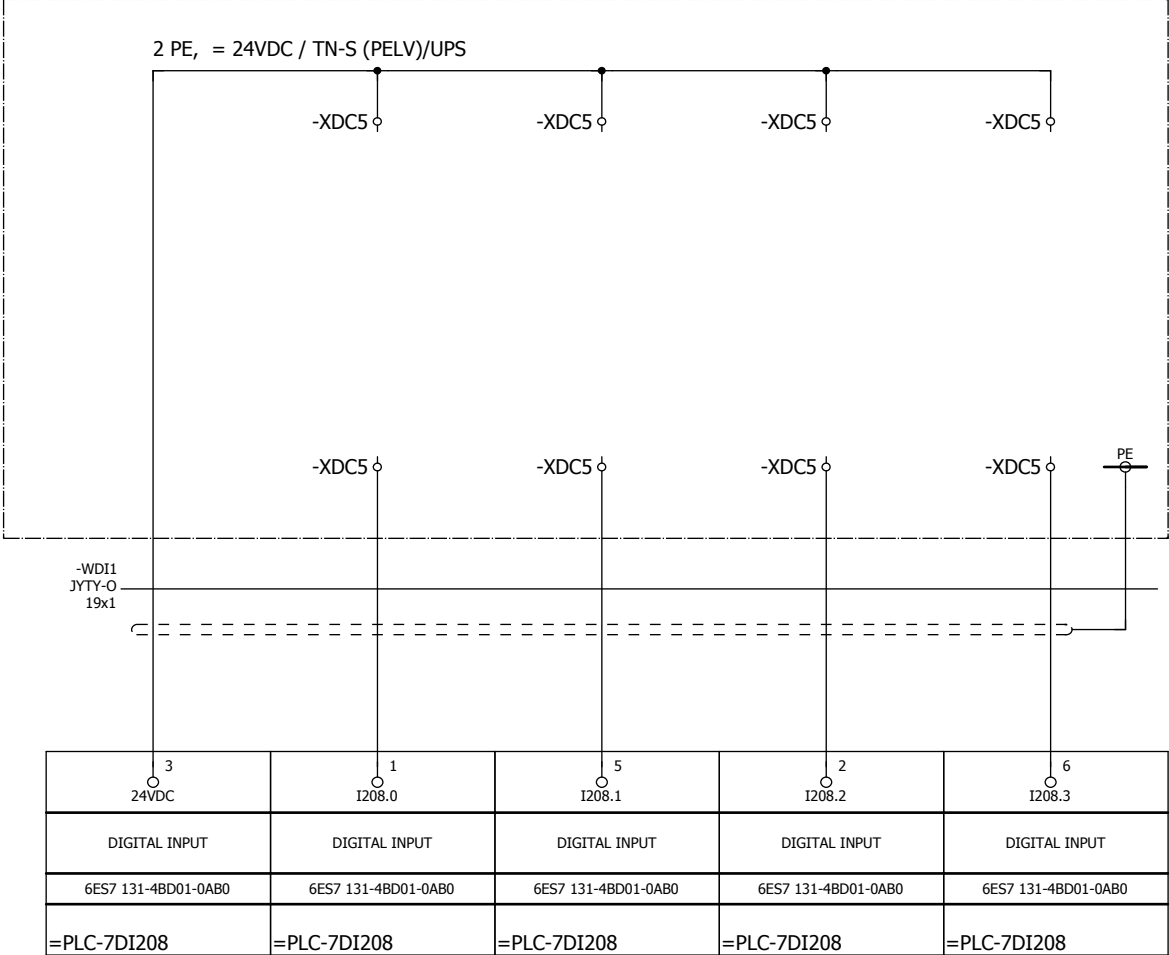 2 PE,  = 24VDC / TN-S (PELV)/UPS
-XDC5 -XDC5 -XDC5 -XDC5
-XDC5 -XDC5 -XDC5 -XDC5 PE
-WDI1
JYTY-O
19x1
3 1 5 2 6
24VDC I208.0 I208.1 I208.2 I208.3
DIGITAL INPUT DIGITAL INPUT DIGITAL INPUT DIGITAL INPUT DIGITAL INPUT
6ES7 131-4BD01-0AB0 6ES7 131-4BD01-0AB0 6ES7 131-4BD01-0AB0 6ES7 131-4BD01-0AB0 6ES7 131-4BD01-0AB0
=PLC-7DI208 =PLC-7DI208 =PLC-7DI208 =PLC-7DI208 =PLC-7DI208